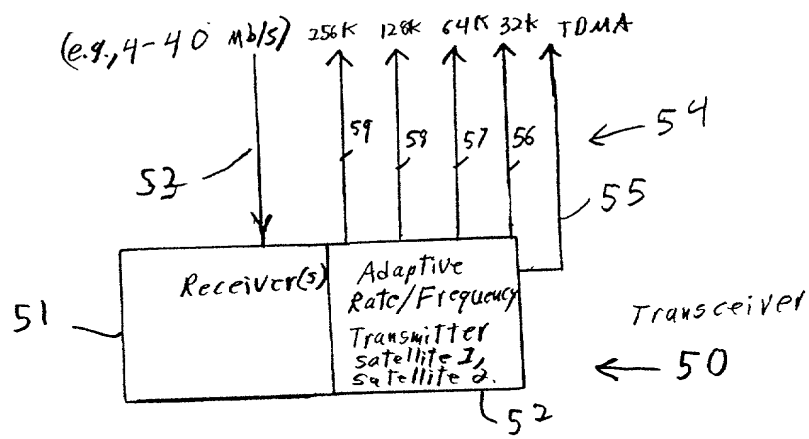 (e.g., 4-40 Mb/s) 256K 128K 64K 32K TDMA
59 58 57 56
54
53
55
Receiver(s)
Adaptive
Rate/Frequency
Transmitter
satellite 1,
satellite 2.
51
Transceiver
50
52